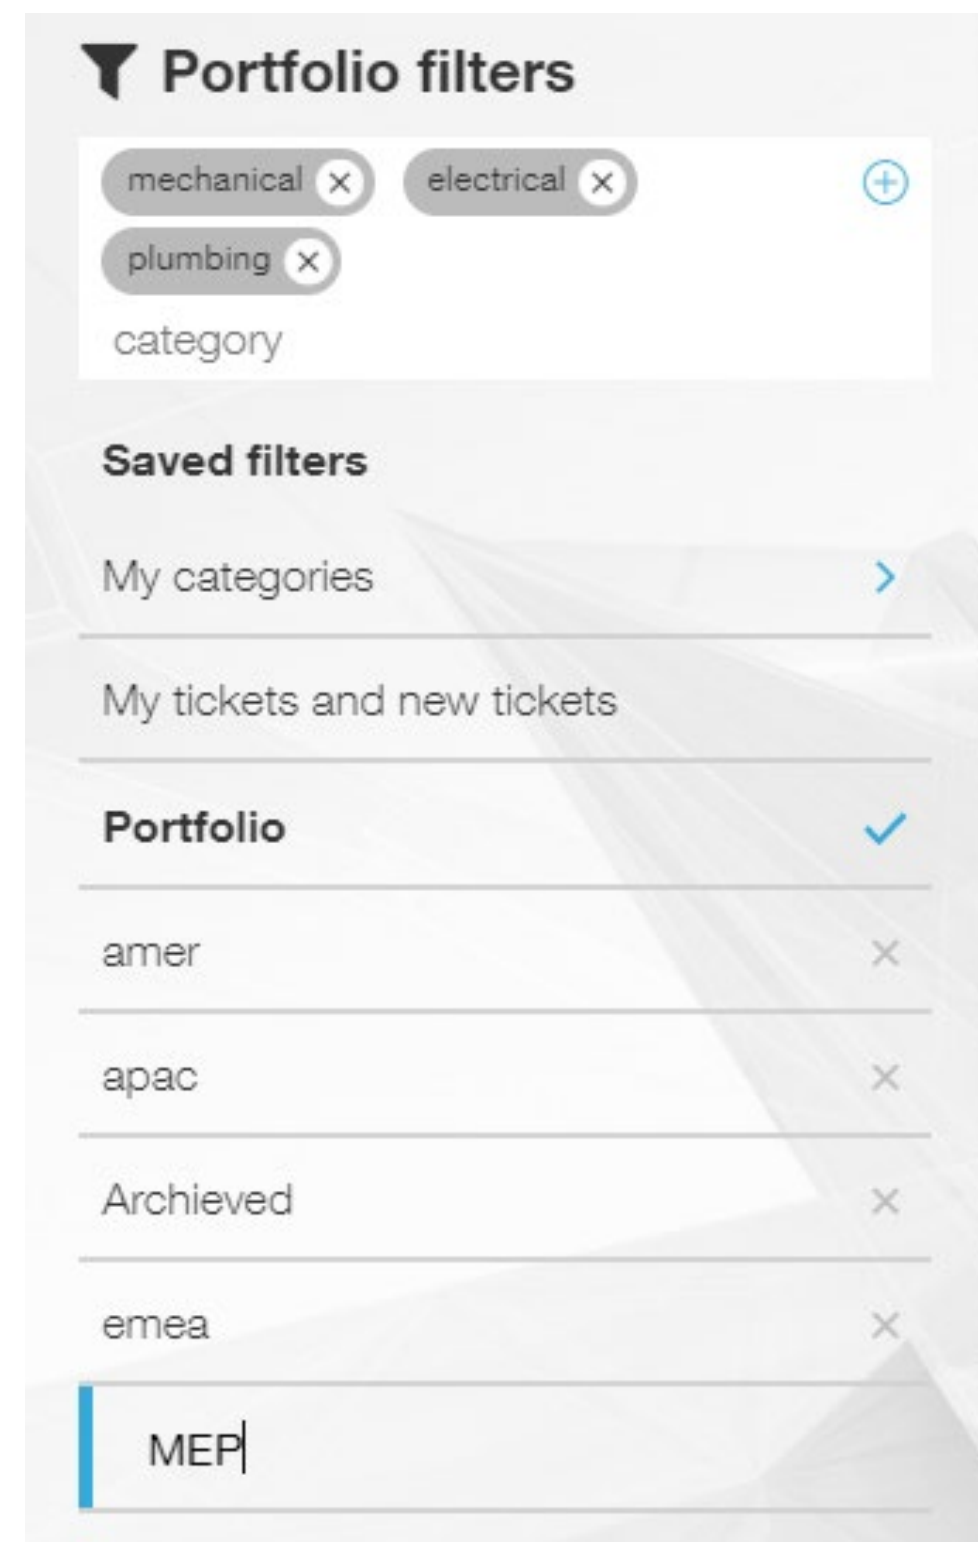 Portfolio filters
mechanical electrical
plumbing
category
Saved filters
My categories
My tickets and new tickets
Portfolio
amer
apac
Archieved
emea
MEP